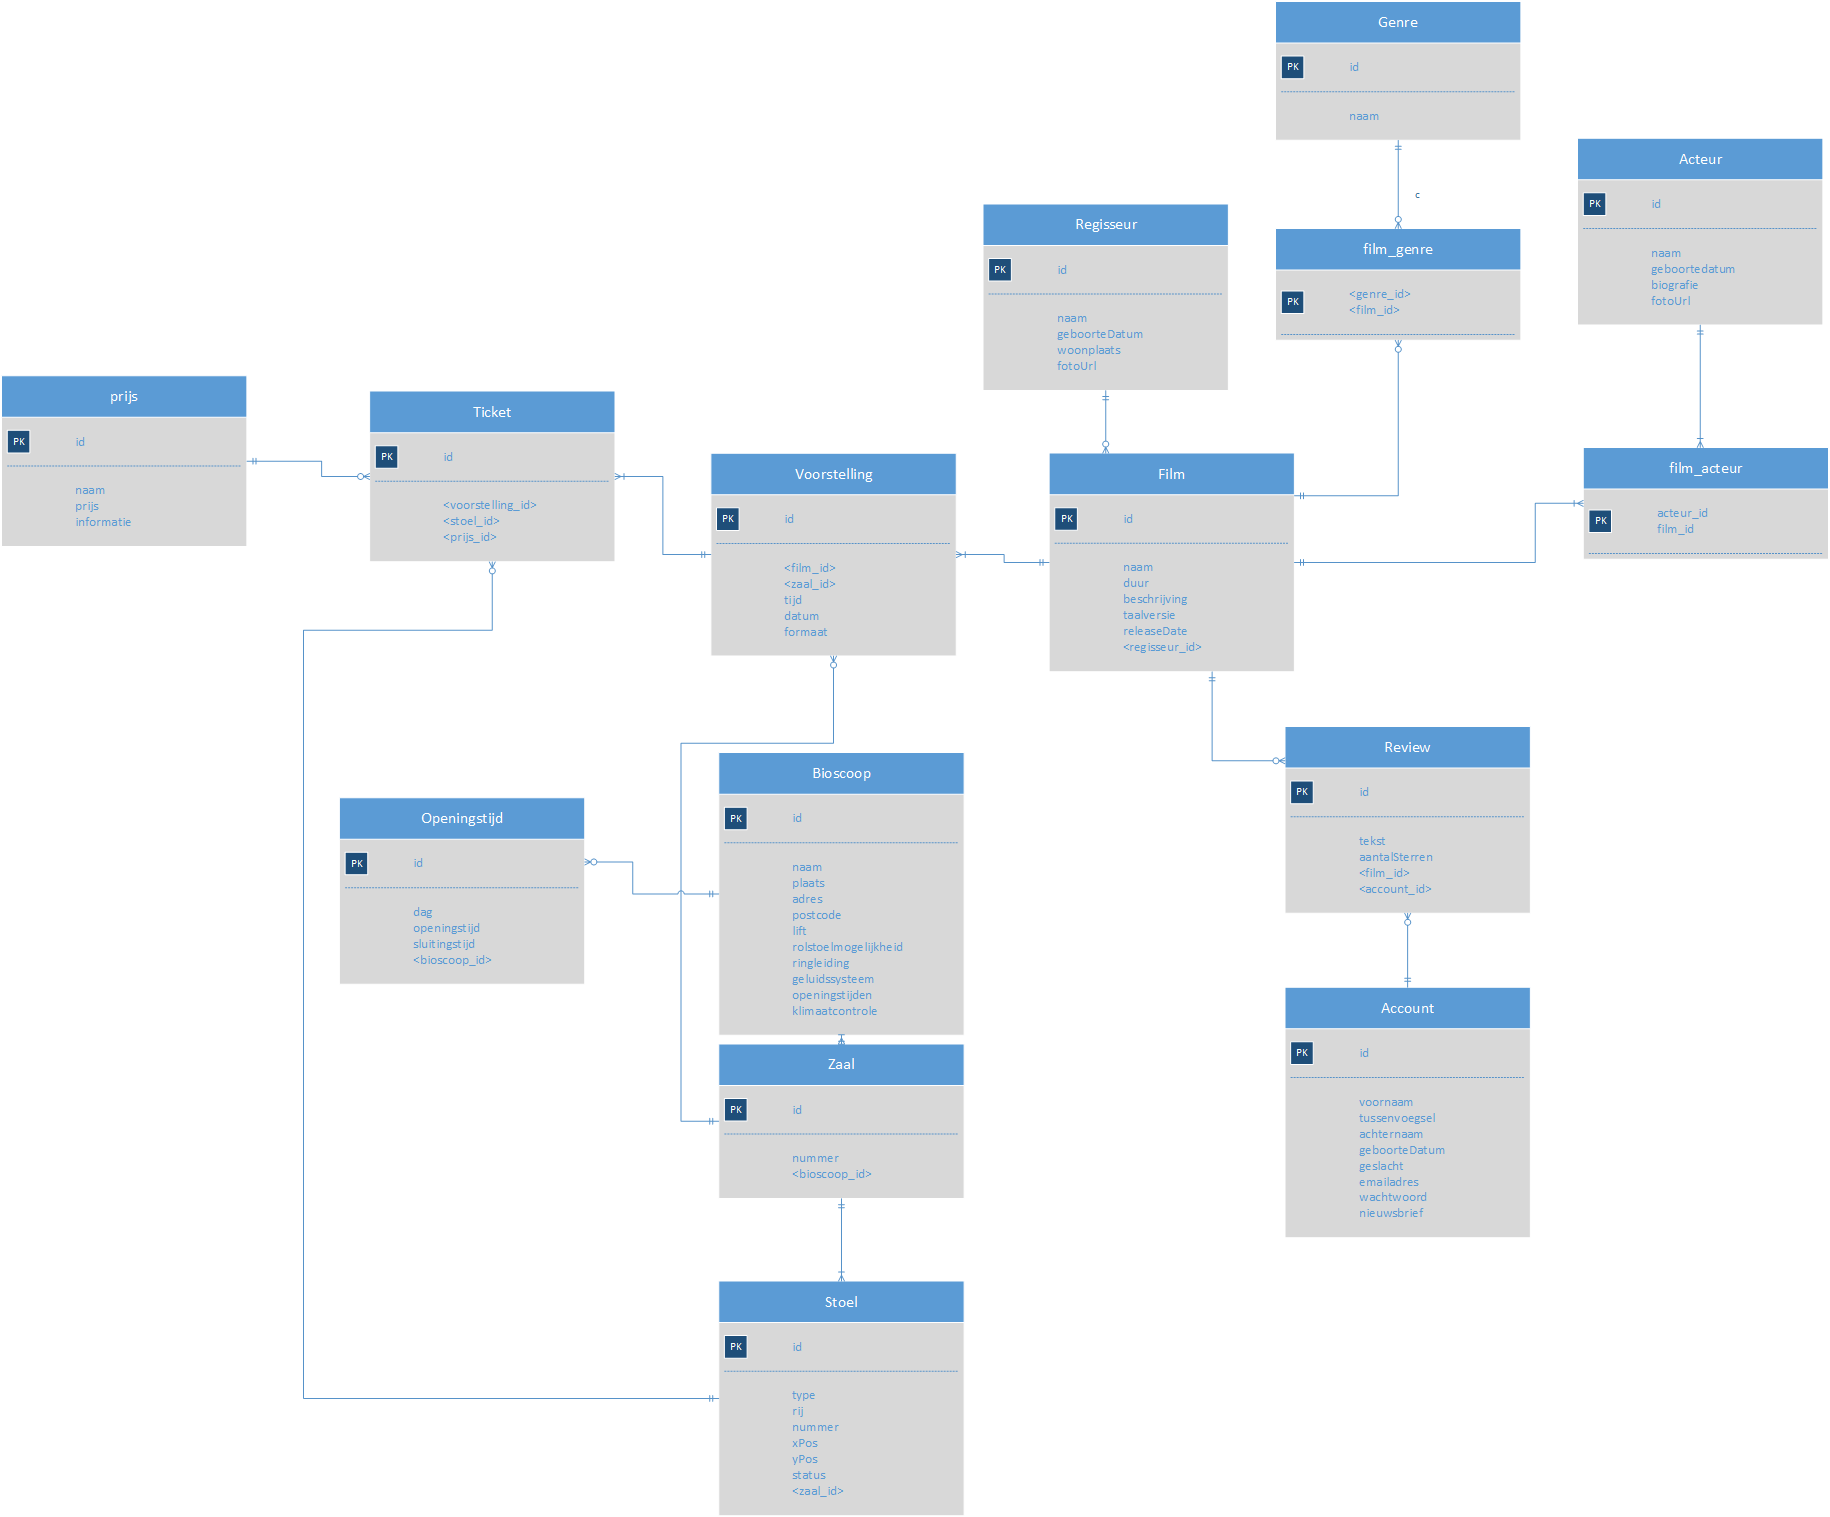 Genre
PK
id
naam
c
Acteur
PK
id
naam
geboortedatum
biografie
fotoUrl
Regisseur
PK
id
naam
geboorteDatum
woonplaats
fotoUrl
film_genre
PK
<genre_id>
<film_id>
prijs
PK
id
naam
prijs
informatie
Ticket
PK
id
<voorstelling_id>
<stoel_id>
<prijs_id>
Voorstelling
PK
id
<film_id>
<zaal_id>
tijd
datum
formaat
Film
PK
id
naam
duur
beschrijving
taalversie
releaseDate
<regisseur_id>
film_acteur
PK
acteur_id
film_id
Openingstijd
PK
id
dag
openingstijd
sluitingstijd
<bioscoop_id>
Bioscoop
PK
id
naam
plaats
adres
postcode
lift
rolstoelmogelijkheid
ringleiding
geluidssysteem
openingstijden
klimaatcontrole
Review
PK
id
tekst
aantalSterren
<film_id>
<account_id>
Zaal
PK
id
nummer
<bioscoop_id>
Account
PK
id
voornaam
tussenvoegsel
achternaam
geboorteDatum
geslacht
emailadres
wachtwoord
nieuwsbrief
Stoel
PK
id
type
rij
nummer
xPos
yPos
status
<zaal_id>